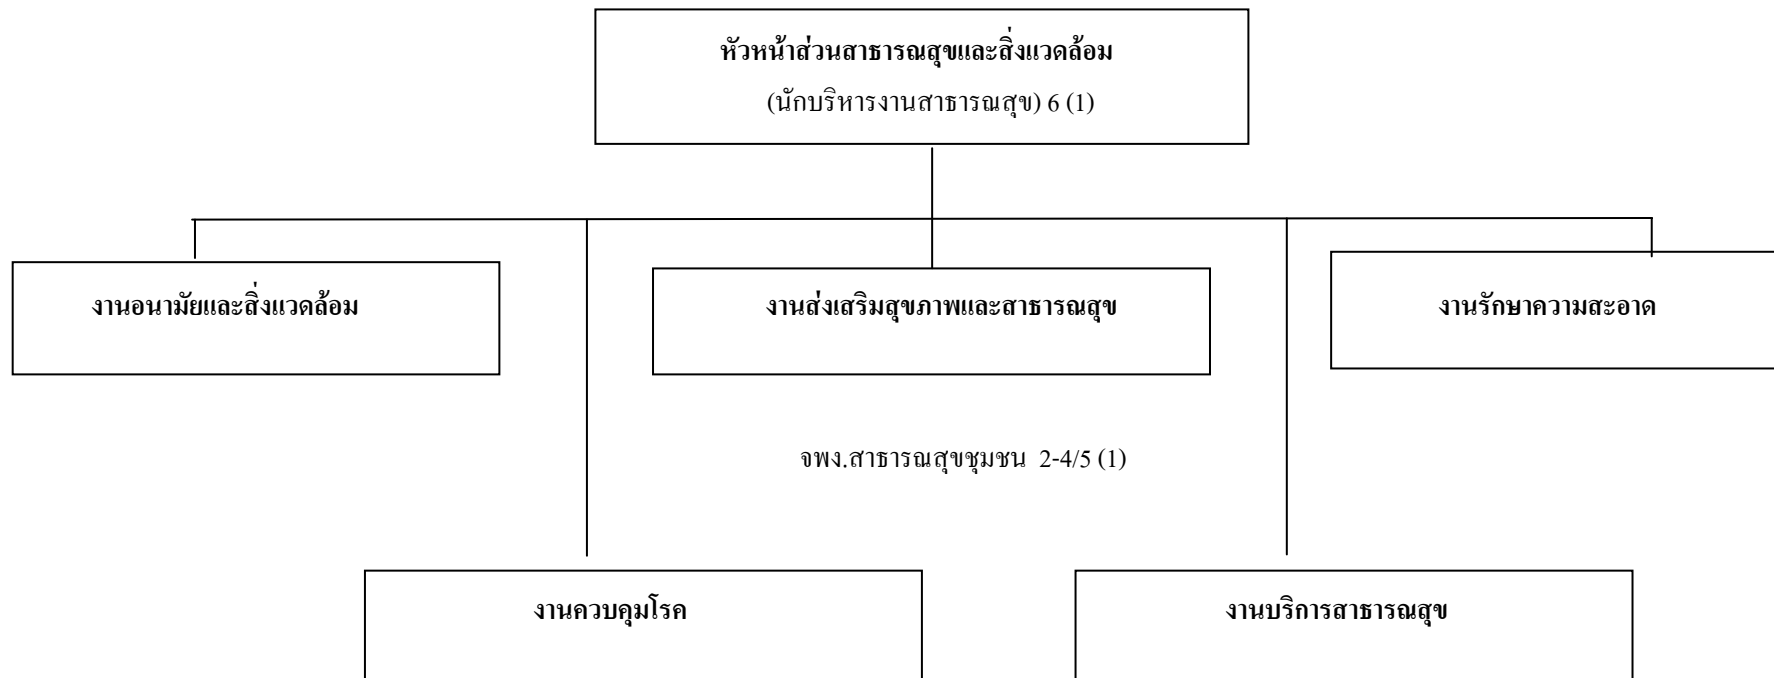 หัวหน้าส่วนสาธารณสุขและสิ่งแวดล้อม
(นักบริหารงานสาธารณสุข) 6 (1)
งานอนามัยและสิ่งแวดล้อม
งานส่งเสริมสุขภาพและสาธารณสุข
งานรักษาความสะอาด
จพง.สาธารณสุขชุมชน 2-4/5 (1)
งานควบคุมโรค
งานบริการสาธารณสุข